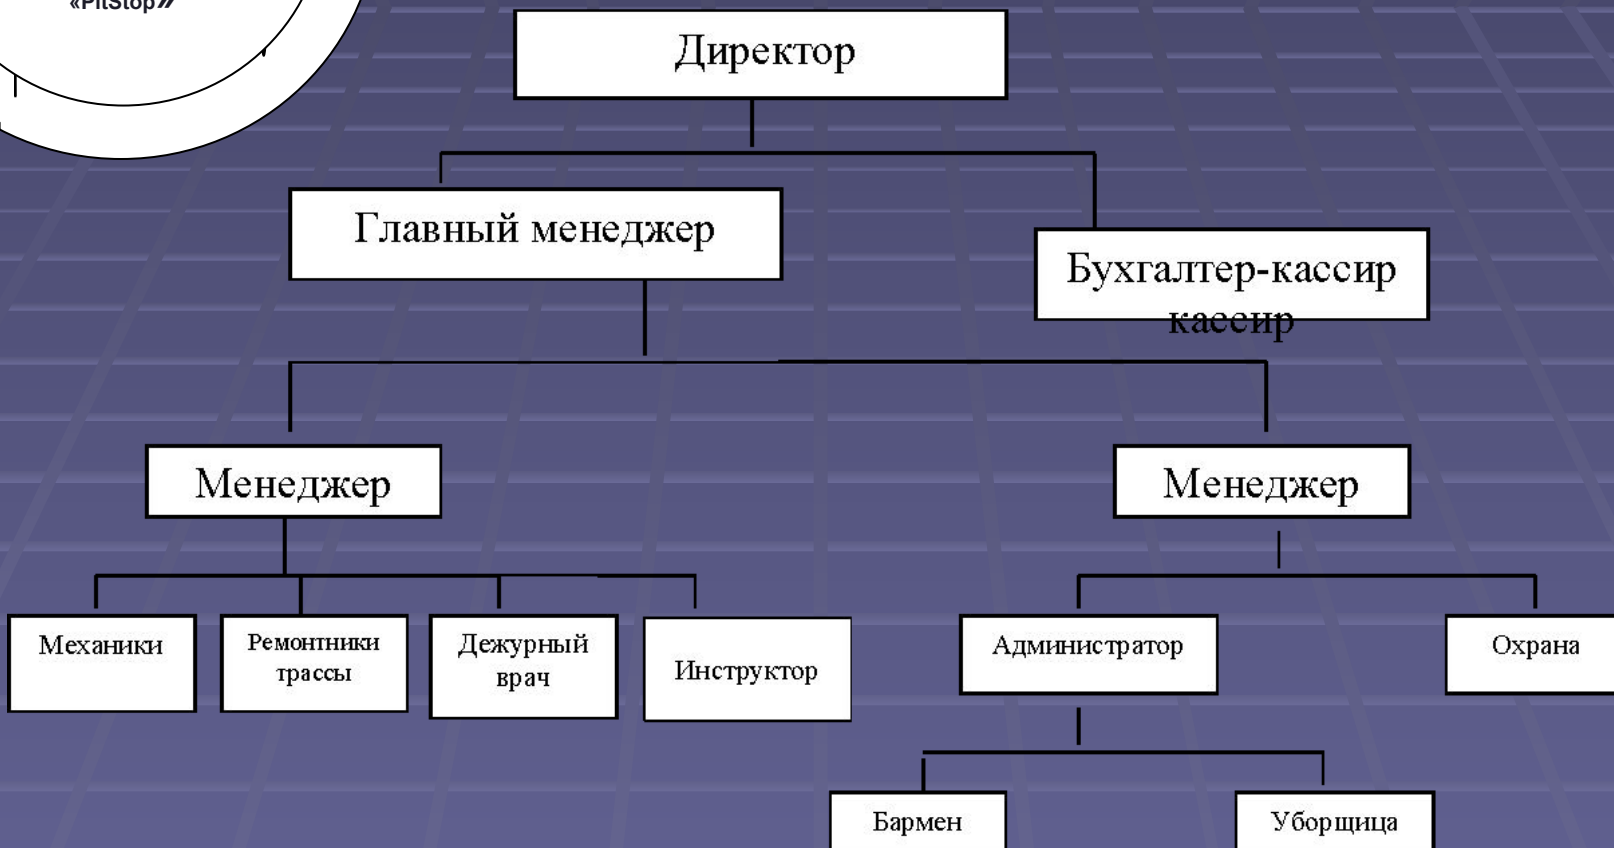 «PitStop»
Директор
Главный менеджер
Бухгалтер-кассир
кассир
Менеджер
Менеджер
Механики
Ремонтники
трассы
Дежурный
врач
Инструктор
Администратор
Охрана
Бармен
Уборщица